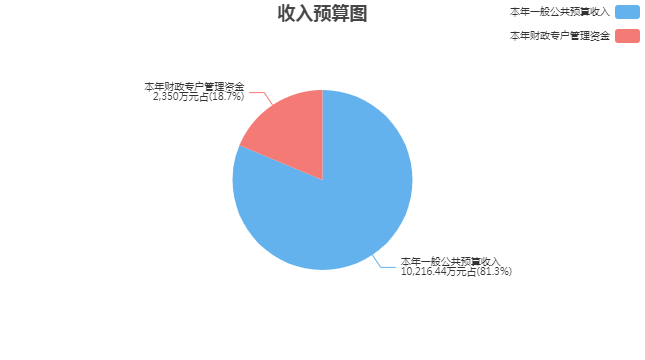 收入预算图
本年一般公共预算收入
本年财政专户管理资金
本年财政专户管理资金
2,350万元占(18.7%)
本年一般公共预算收入
10,216.44万元占(81.3%)